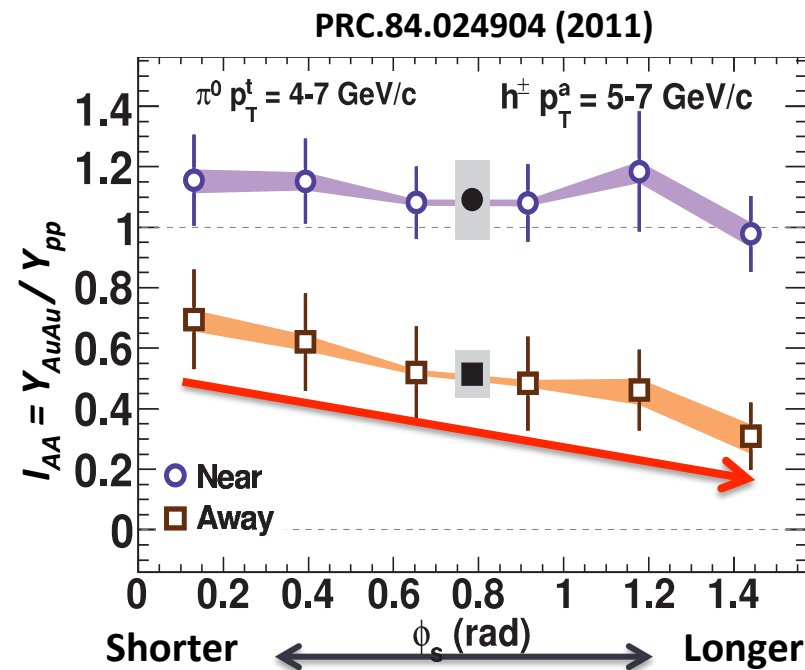 PRC.84.024904 (2011)
π⁰ p_T^t = 4-7 GeV/c h^± p_T^a = 5-7 GeV/c
1.4
1.2
1
0.8
0.6
0.4
0.2
0
I_AA = Y_AuAu / Y_pp
Near
Away
0 0.2 0.4 0.6 0.8 1 1.2 1.4
ϕ_s (rad)
Shorter Longer